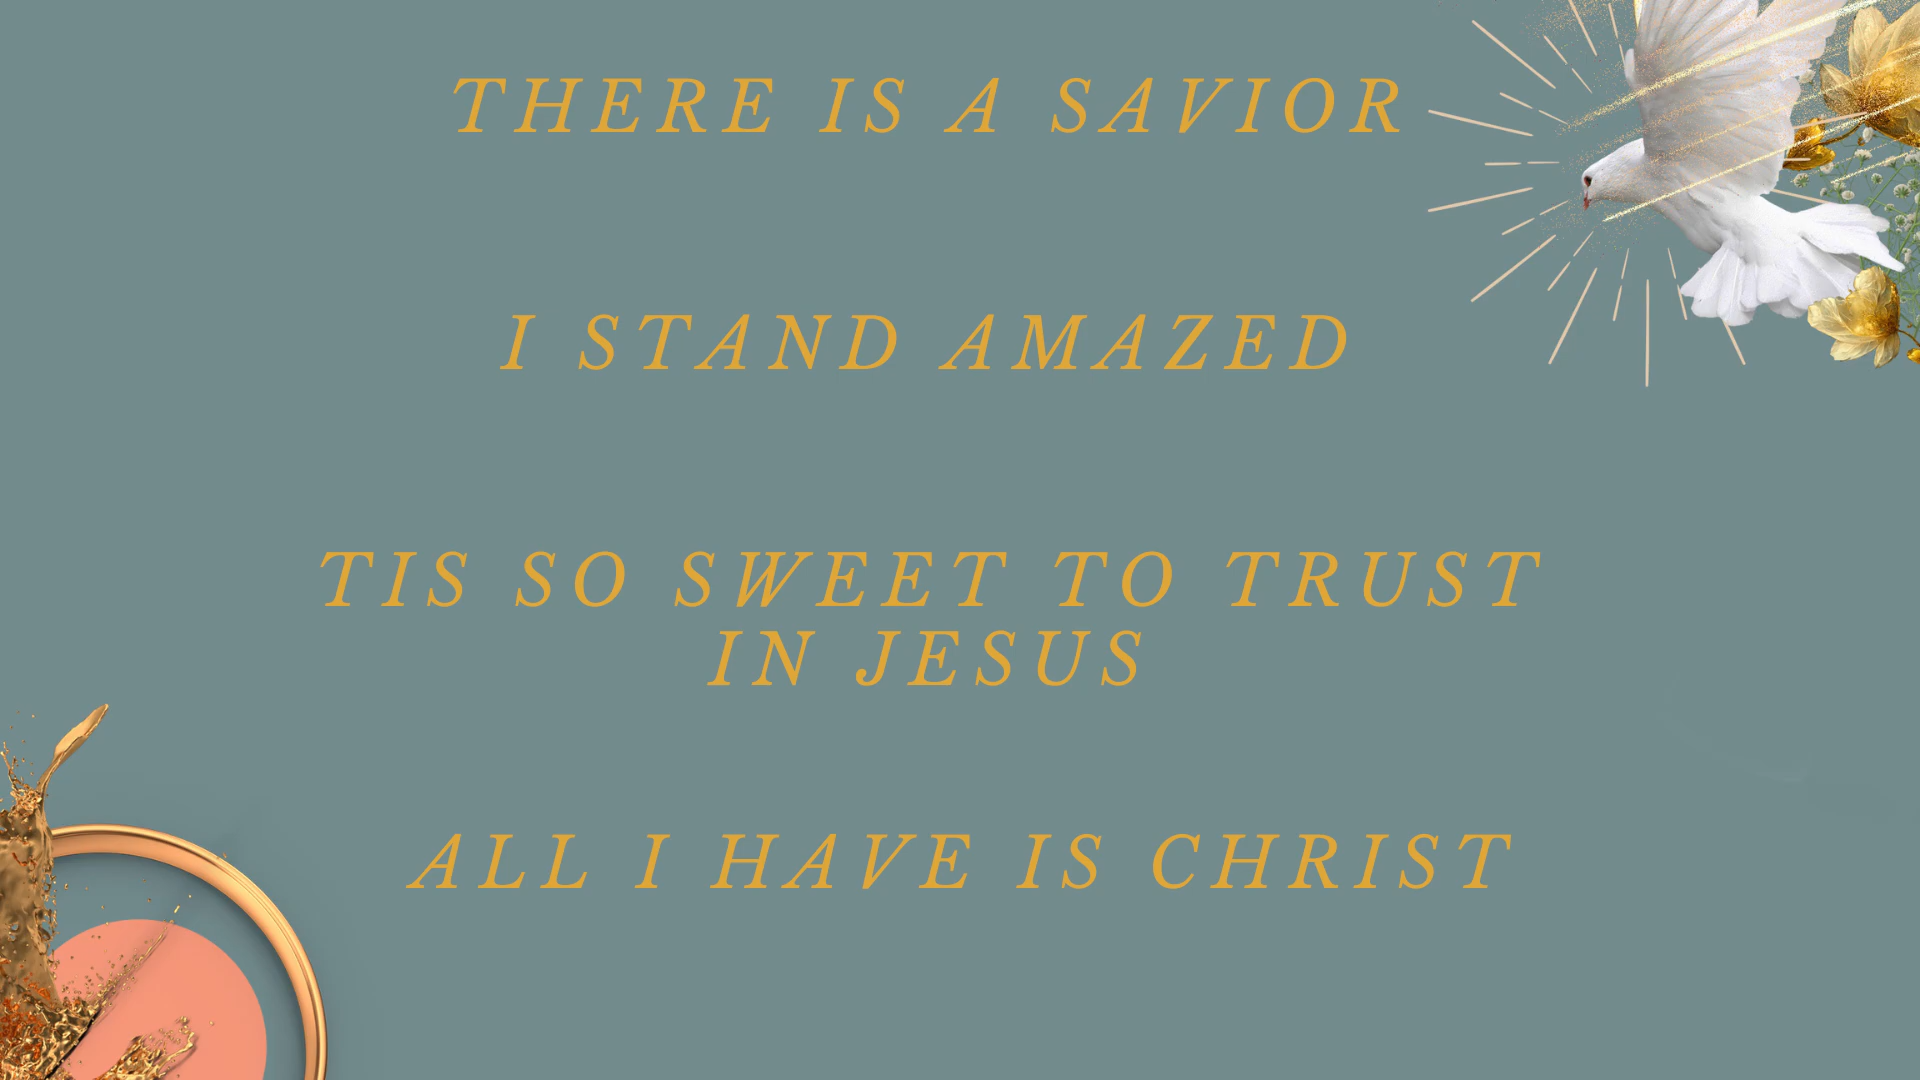 THERE IS A SAVIOR
I STAND AMAZED
TIS SO SWEET TO TRUST
IN JESUS
ALL I HAVE IS CHRIST